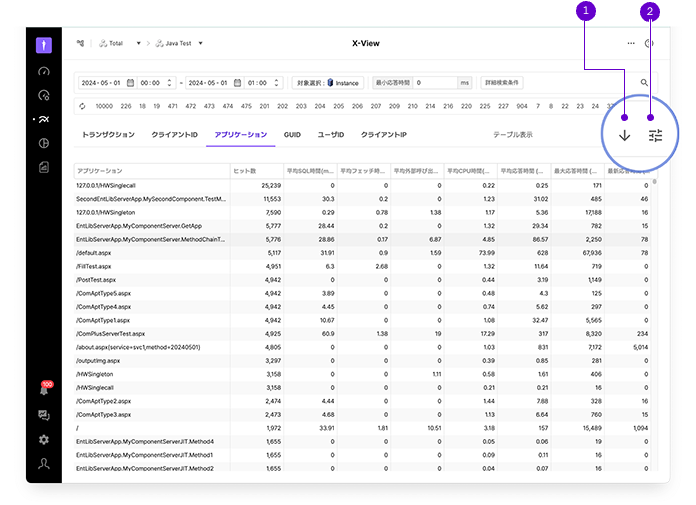 1 2
Total > Java Test X-View
2024-05-01 00:00 ~ 2024-05-01 01:00 対象選択: Instance 最小応答時間 0 ms 詳細検索条件
10000 226 18 19 471 472 473 474 475 201 202 203 204 205 206 207 209 210 214 217 220 225 227 904 7 8 22 23 24
トランザクション クライアントID アプリケーション GUID ユーザID クライアントIP テーブル表示
アプリケーション ヒット数 平均SQL時間(m... 平均フェッチ時... 平均外部呼び出... 平均CPU時間(... 平均応答時間 (... 最大応答時間 (... 最新応答時間 (...
127.0.0.1/HWSinglecall 25,239 0 0 0 0.22 0.25 171 0
SecondEntLibServerApp.MySecondComponent.TestM... 11,553 30.3 0.2 0 1.23 31.02 485 46
127.0.0.1/HWSingleton 7,590 0.29 0.78 1.38 1.17 5.36 17,188 16
EntLibServerApp.MyComponentServer.GetApp 5,777 28.44 0.2 0 1.32 29.34 782 15
EntLibServerApp.MyComponentServer.MethodChainT... 5,776 28.86 0.17 6.87 4.85 86.57 2,250 78
/default.aspx 5,117 31.91 0.9 1.59 73.99 628 67,936 78
/FillTest.aspx 4,951 6.3 2.68 0 1.32 11.64 719 0
/PostTest.aspx 4,942 0 0 0 0.44 3.19 1,149 0
/ComAptType5.aspx 4,942 3.89 0 0 0.48 4.3 125 0
/ComAptType4.aspx 4,942 4.45 0 0 0.74 5.62 297 0
/ComAptType1.aspx 4,942 10.67 0 0 1.08 32.47 5,565 0
/ComPlusServerTest.aspx 4,925 60.9 1.38 19 17.29 317 8,320 234
/about.aspx(service=svc1,method=20240501) 4,805 0 0 0 1.03 831 7,172 5,014
/outputImg.aspx 3,297 0 0 0 0.39 0.85 281 0
/HWSingleton 3,158 0 0 1.11 0.58 1.61 406 0
/HWSinglecall 3,158 0 0 0 0.21 0.21 16 0
/ComAptType2.aspx 2,474 4.44 0 0 1.44 7.88 328 16
/ComAptType3.aspx 2,473 4.68 0 0 1.13 6.64 760 15
/ 1,972 33.91 1.81 10.51 3.18 157 15,489 1,094
EntLibServerApp.MyComponentServerJIT.Method4 1,655 0 0 0 0.05 0.06 19 0
100
EntLibServerApp.MyComponentServerJIT.Method1 1,655 0 0 0 0.09 0.11 16 0
EntLibServerApp.MyComponentServerJIT.Method2 1,655 0 0 0 0.04 0.07 16 0